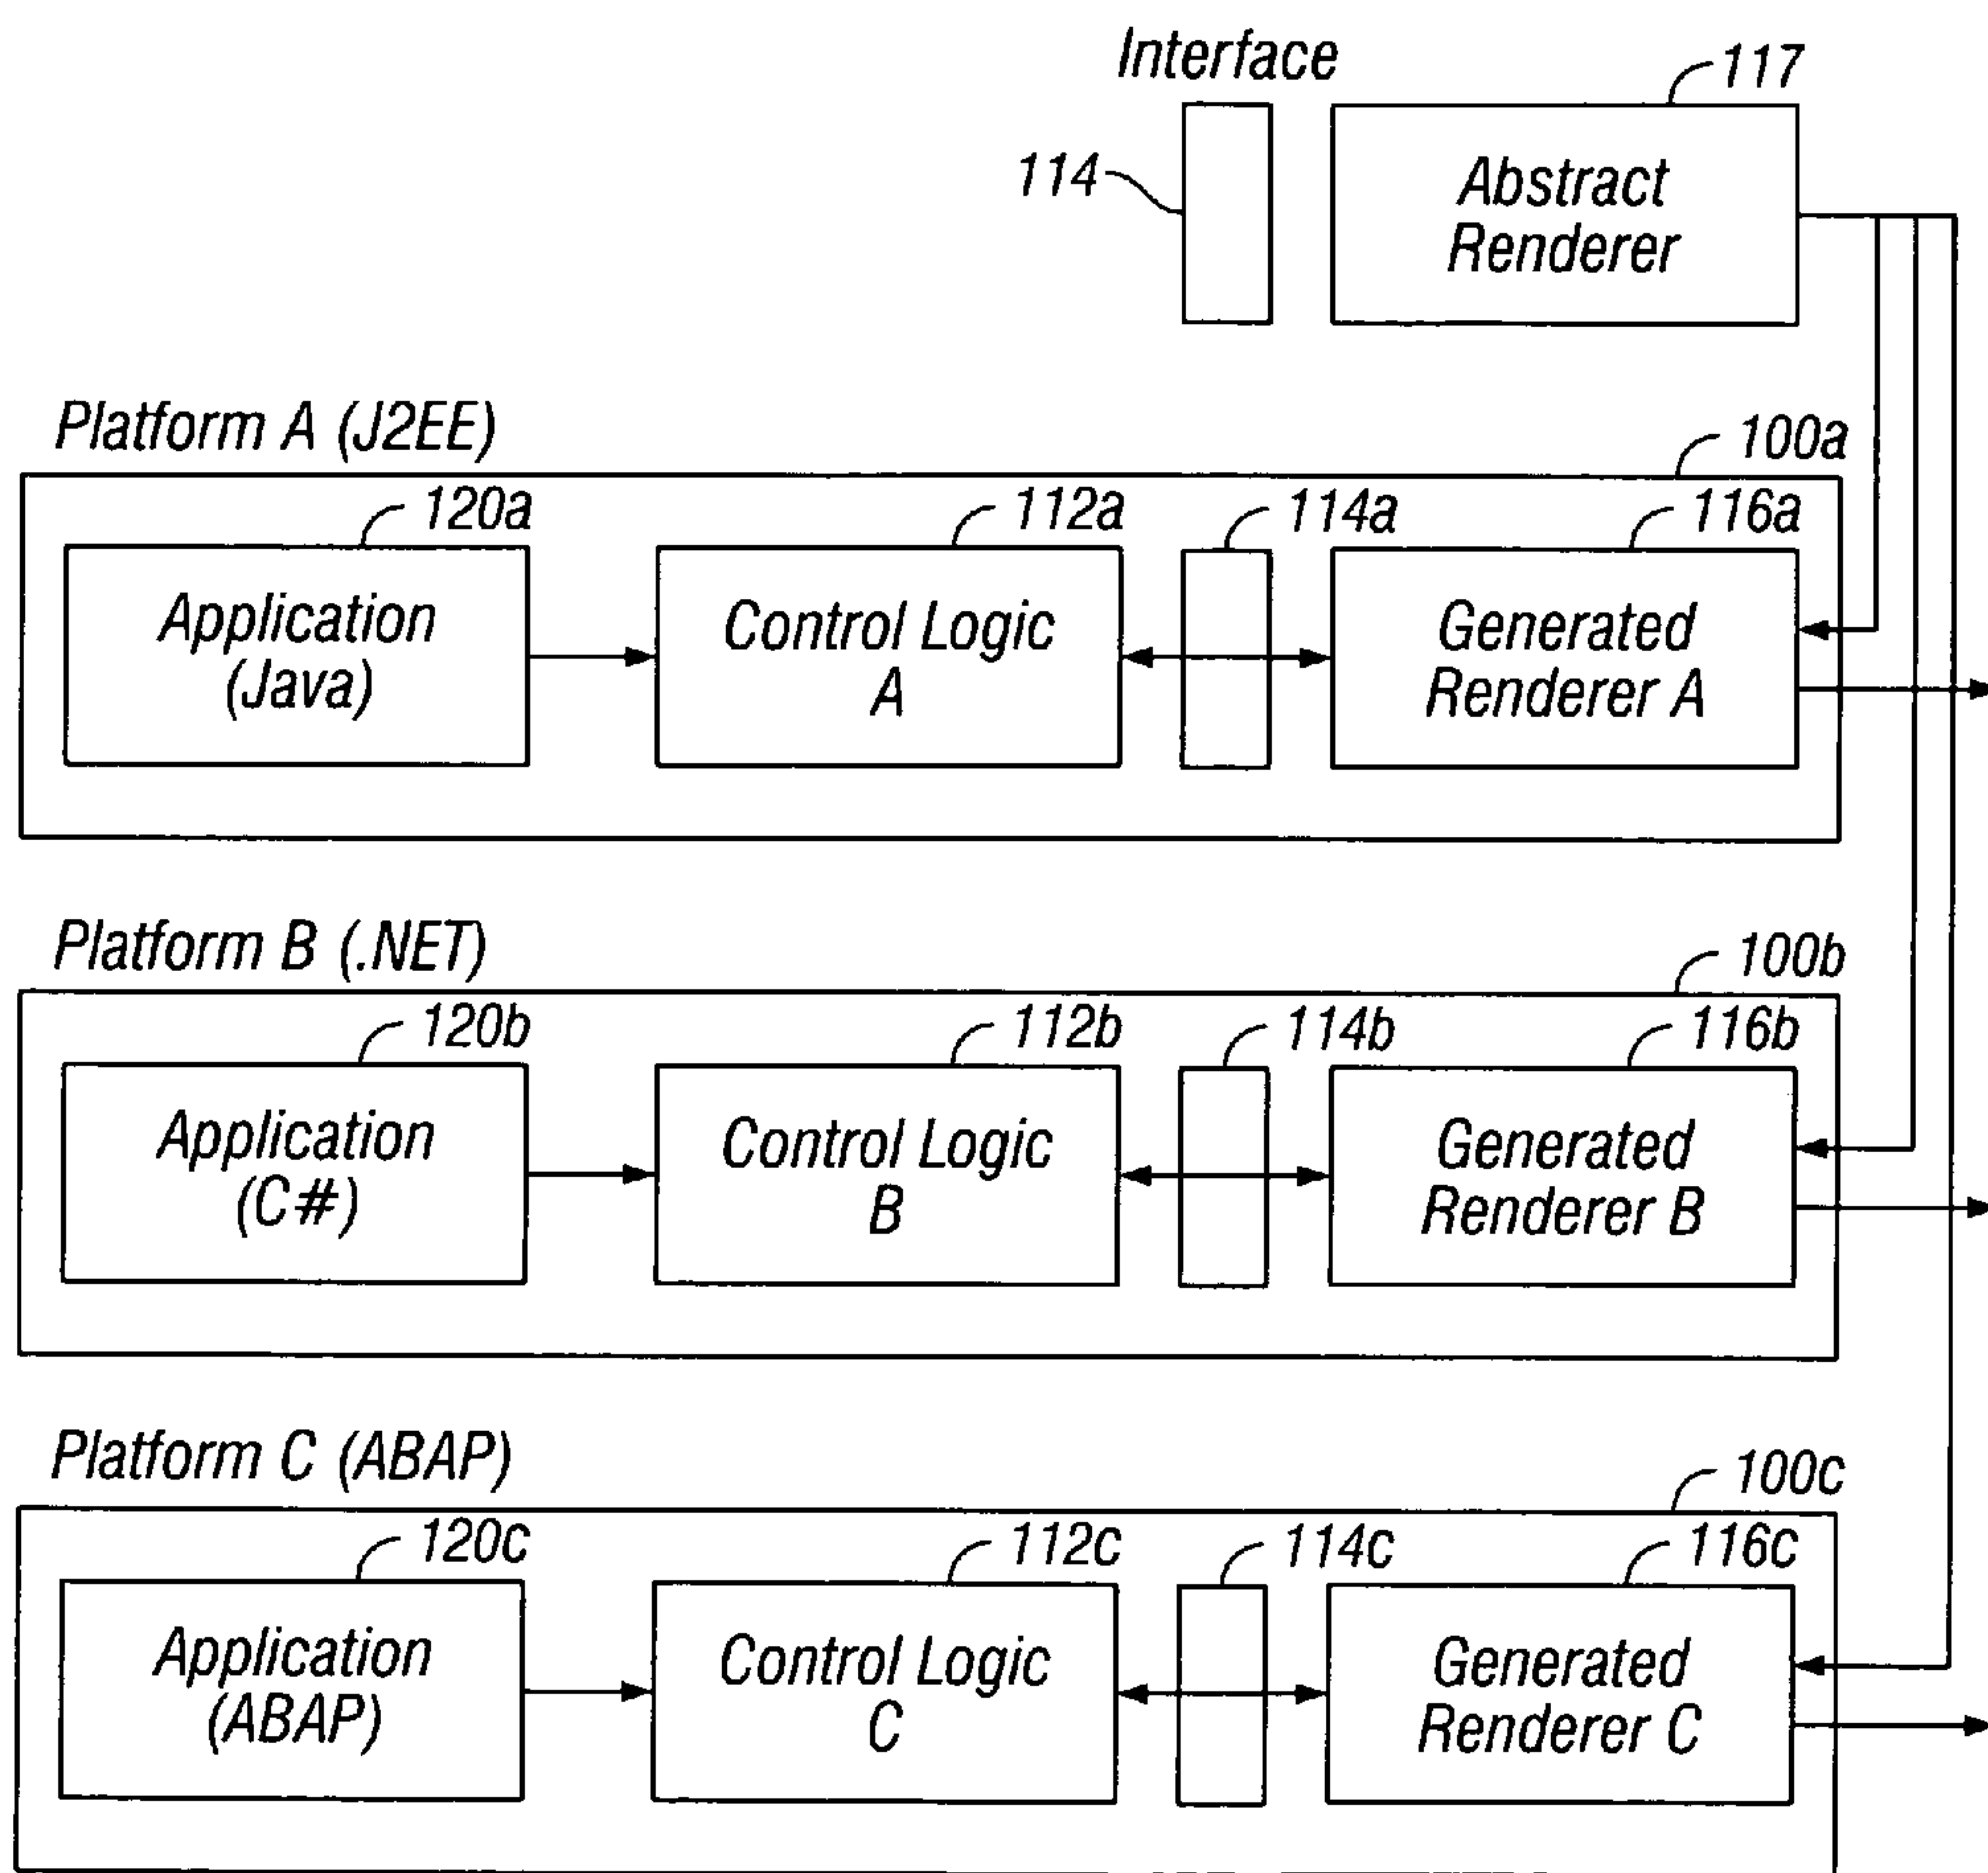 Interface
117
114
Abstract
Renderer
Platform A (J2EE)
100a
120a
112a
114a
116a
Application
(Java)
Control Logic
A
Generated
Renderer A
Platform B (.NET)
100b
120b
112b
114b
116b
Application
(C#)
Control Logic
B
Generated
Renderer B
Platform C (ABAP)
100c
120c
112c
114c
116c
Application
(ABAP)
Control Logic
C
Generated
Renderer C